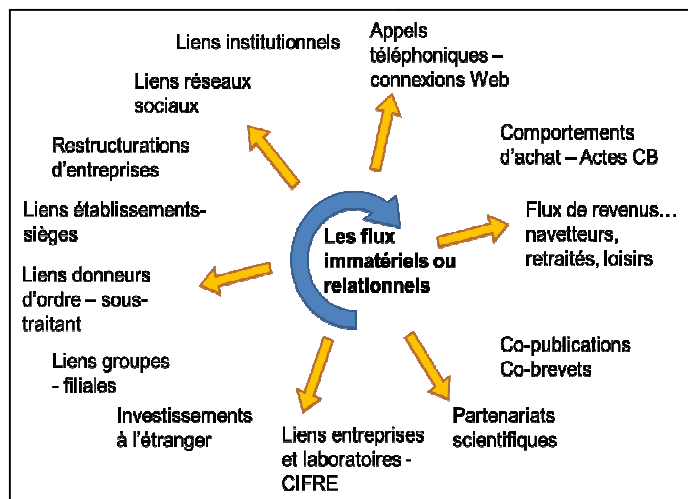 Liens institutionnels
Appels
téléphoniques –
connexions Web
Liens réseaux
sociaux
Restructurations
d'entreprises
Comportements
d'achat – Actes CB
Liens établissements-
sièges
Les flux
immatériels ou
relationnels
Flux de revenus…
navetteurs,
retraités, loisirs
Liens donneurs
d'ordre – sous-
traitant
Liens groupes
- filiales
Co-publications
Co-brevets
Investissements
à l'étranger
Liens entreprises
et laboratoires -
CIFRE
Partenariats
scientifiques